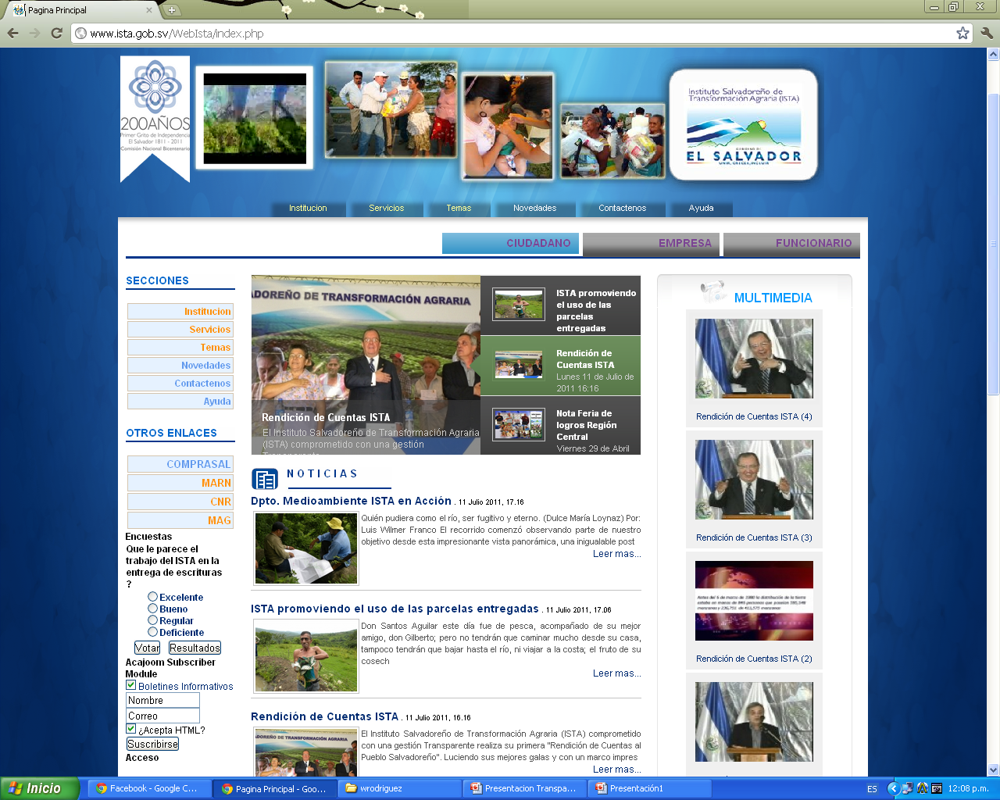 Pagina Principal
www.ista.gob.sv/WebIsta/index.php
200AÑOS
Primer Grito de Independencia
El Salvador 1811 - 2011
Comisión Nacional Bicentenario
Instituto Salvadoreño de
Transformación Agraria (ISTA)
GOBIERNO DE
EL SALVADOR
UNIR, CRECER, INCLUIR
Institucion
Servicios
Temas
Novedades
Contactenos
Ayuda
CIUDADANO
EMPRESA
FUNCIONARIO
SECCIONES
Institucion
Servicios
Temas
Novedades
Contactenos
Ayuda
OTROS ENLACES
COMPRASAL
MARN
CNR
MAG
Encuestas
Que le parece el
trabajo del ISTA en la
entrega de escrituras
?
Excelente
Bueno
Regular
Deficiente
Votar
Resultados
Acajoom Subscriber
Module
Boletines Informativos
Nombre
Correo
¿Acepta HTML?
Suscribirse
Acceso
ADOREÑO DE TRANSFORMACIÓN AGRARIA
Rendición de Cuentas ISTA
El Instituto Salvadoreño de Transformación Agraria
(ISTA) comprometido con una gestión
Transparente
ISTA promoviendo
el uso de las
parcelas
entregadas
Rendición de
Cuentas ISTA
Lunes 11 de Julio de
2011 16:16
Nota Feria de
logros Región
Central
Viernes 29 de Abril
NOTICIAS
Dpto. Medioambiente ISTA en Acción . 11 Julio 2011, 17.16
Quién pudiera como el río, ser fugitivo y eterno. (Dulce María Loynaz) Por:
Luis Wilmer Franco El recorrido comenzó observando parte de nuestro
objetivo desde esta impresionante vista panorámica, una inigualable post
Leer mas...
ISTA promoviendo el uso de las parcelas entregadas . 11 Julio 2011, 17.06
Don Santos Aguilar este día fue de pesca, acompañado de su mejor
amigo, don Gilberto; pero no tendrán que caminar mucho desde su casa,
tampoco tendrán que bajar hasta el río, ni viajar a la costa; el fruto de su
cosech
Leer mas...
Rendición de Cuentas ISTA . 11 Julio 2011, 16.16
ADOREÑO DE TRANSFORMACIÓN AGRARIA
El Instituto Salvadoreño de Transformación Agraria (ISTA) comprometido
con una gestión Transparente realiza su primera "Rendición de Cuentas al
Pueblo Salvadoreño". Luciendo sus mejores galas y con un marco impres
Leer mas...
MULTIMEDIA
Rendición de Cuentas ISTA (4)
Rendición de Cuentas ISTA (3)
Rendición de Cuentas ISTA (2)
Inicio
Facebook - Google C...
Pagina Principal - Goo...
wrodriguez
Presentacion Transpa...
Presentación1
ES
12:08 p.m.